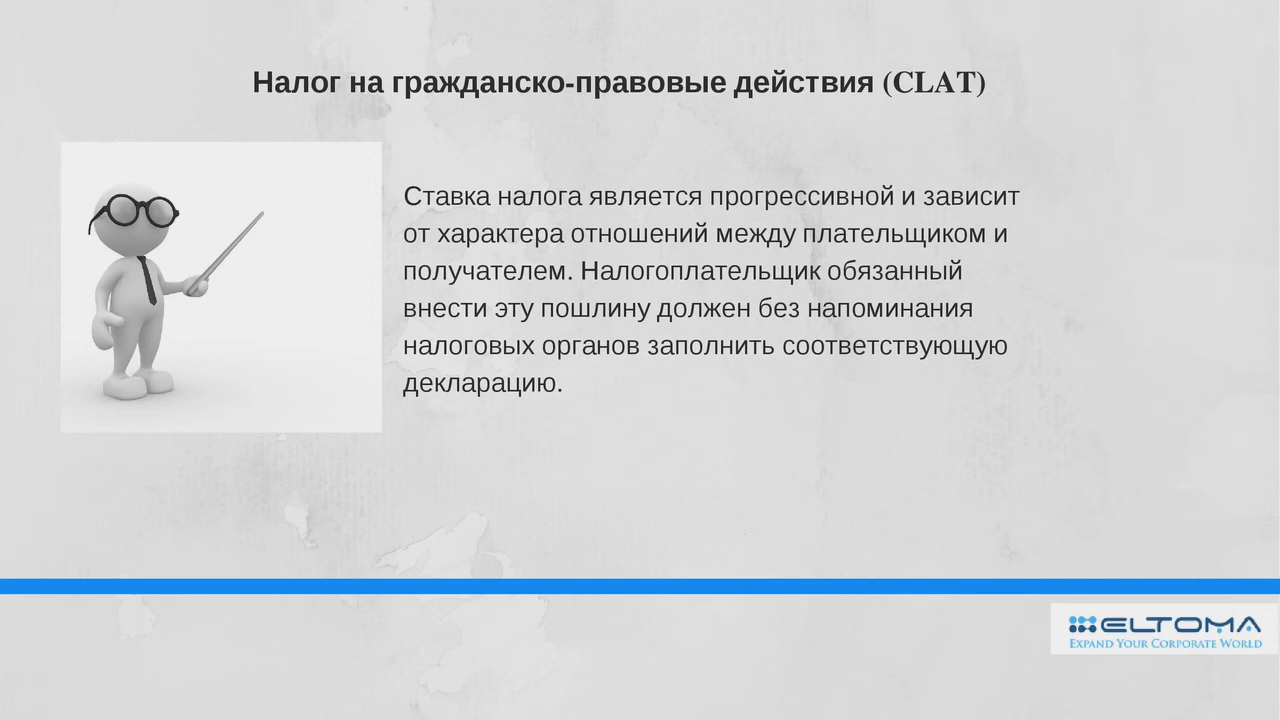 Налог на гражданско-правовые действия (CLAT)
Ставка налога является прогрессивной и зависит
от характера отношений между плательщиком и
получателем. Налогоплательщик обязанный
внести эту пошлину должен без напоминания
налоговых органов заполнить соответствующую
декларацию.
ELTOMA
EXPAND YOUR CORPORATE WORLD